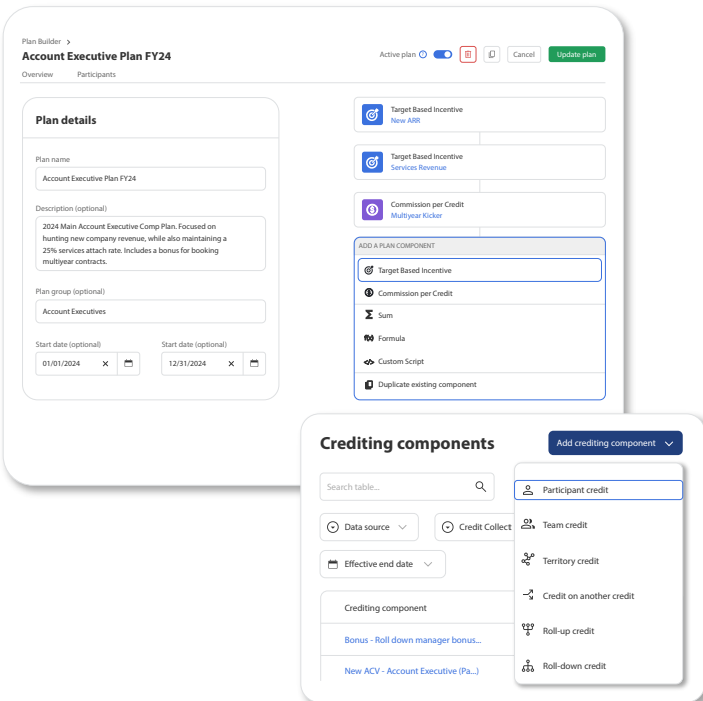 Plan Builder >
Account Executive Plan FY24
Active plan ?
Cancel
Update plan
Overview Participants
Plan details
Plan name
Account Executive Plan FY24
Description (optional)
2024 Main Account Executive Comp Plan. Focused on
hunting new company revenue, while also maintaining a
25% services attach rate. Includes a bonus for booking
multiyear contracts.
Plan group (optional)
Account Executives
Start date (optional) Start date (optional)
01/01/2024 12/31/2024
Target Based Incentive
New ARR
Target Based Incentive
Services Revenue
Commission per Credit
Multiyear Kicker
ADD A PLAN COMPONENT
Target Based Incentive
Commission per Credit
Sum
Formula
Custom Script
Duplicate existing component
Crediting components
Add crediting component
Search table...
Data source
Credit Collect
Effective end date
Crediting component
Bonus - Roll down manager bonus...
New ACV - Account Executive (Pa...)
Participant credit
Team credit
Territory credit
Credit on another credit
Roll-up credit
Roll-down credit